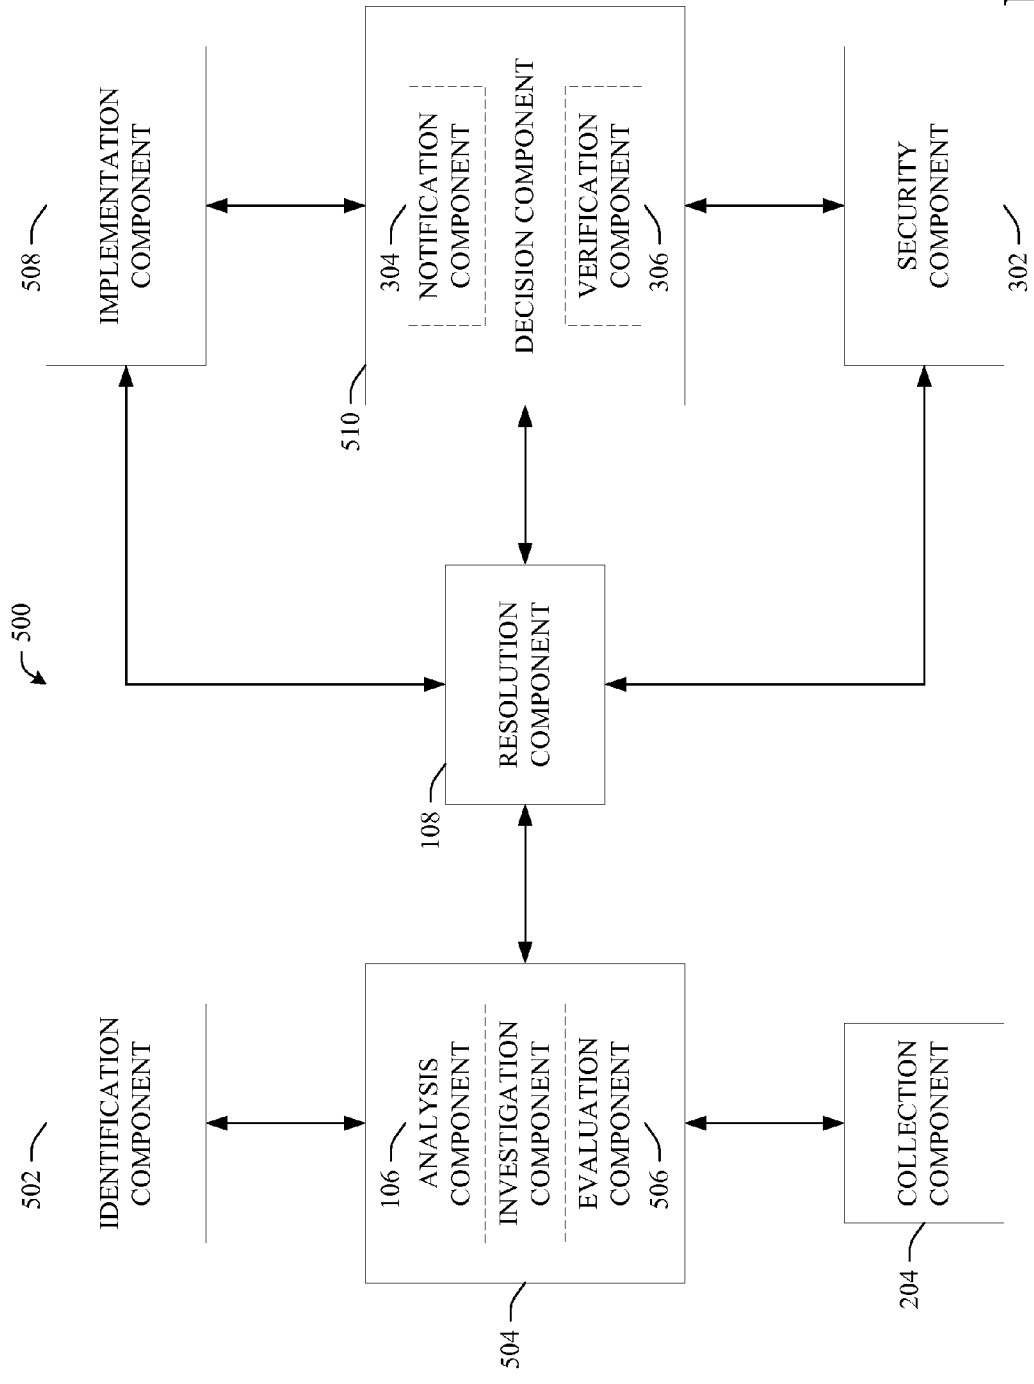 500
502
IDENTIFICATION
COMPONENT
508
IMPLEMENTATION
COMPONENT
106
ANALYSIS
COMPONENT
INVESTIGATION
COMPONENT
EVALUATION
COMPONENT
506
504
108
RESOLUTION
COMPONENT
510
304
NOTIFICATION
COMPONENT
DECISION COMPONENT
VERIFICATION
COMPONENT
306
COLLECTION
COMPONENT
204
SECURITY
COMPONENT
302